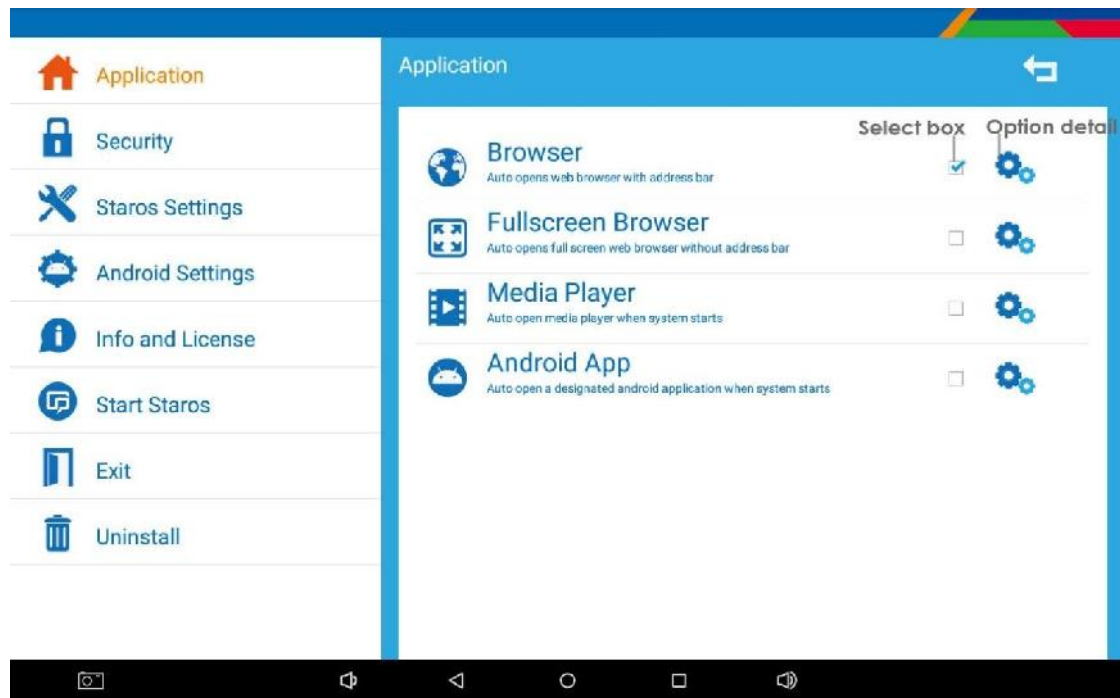 Application
Security
Staros Settings
Android Settings
Info and License
Start Staros
Exit
Uninstall
Application
Select box Option detail
Browser
Auto opens web browser with address bar
Fullscreen Browser
Auto opens full screen web browser without address bar
Media Player
Auto open media player when system starts
Android App
Auto open a designated android application when system starts